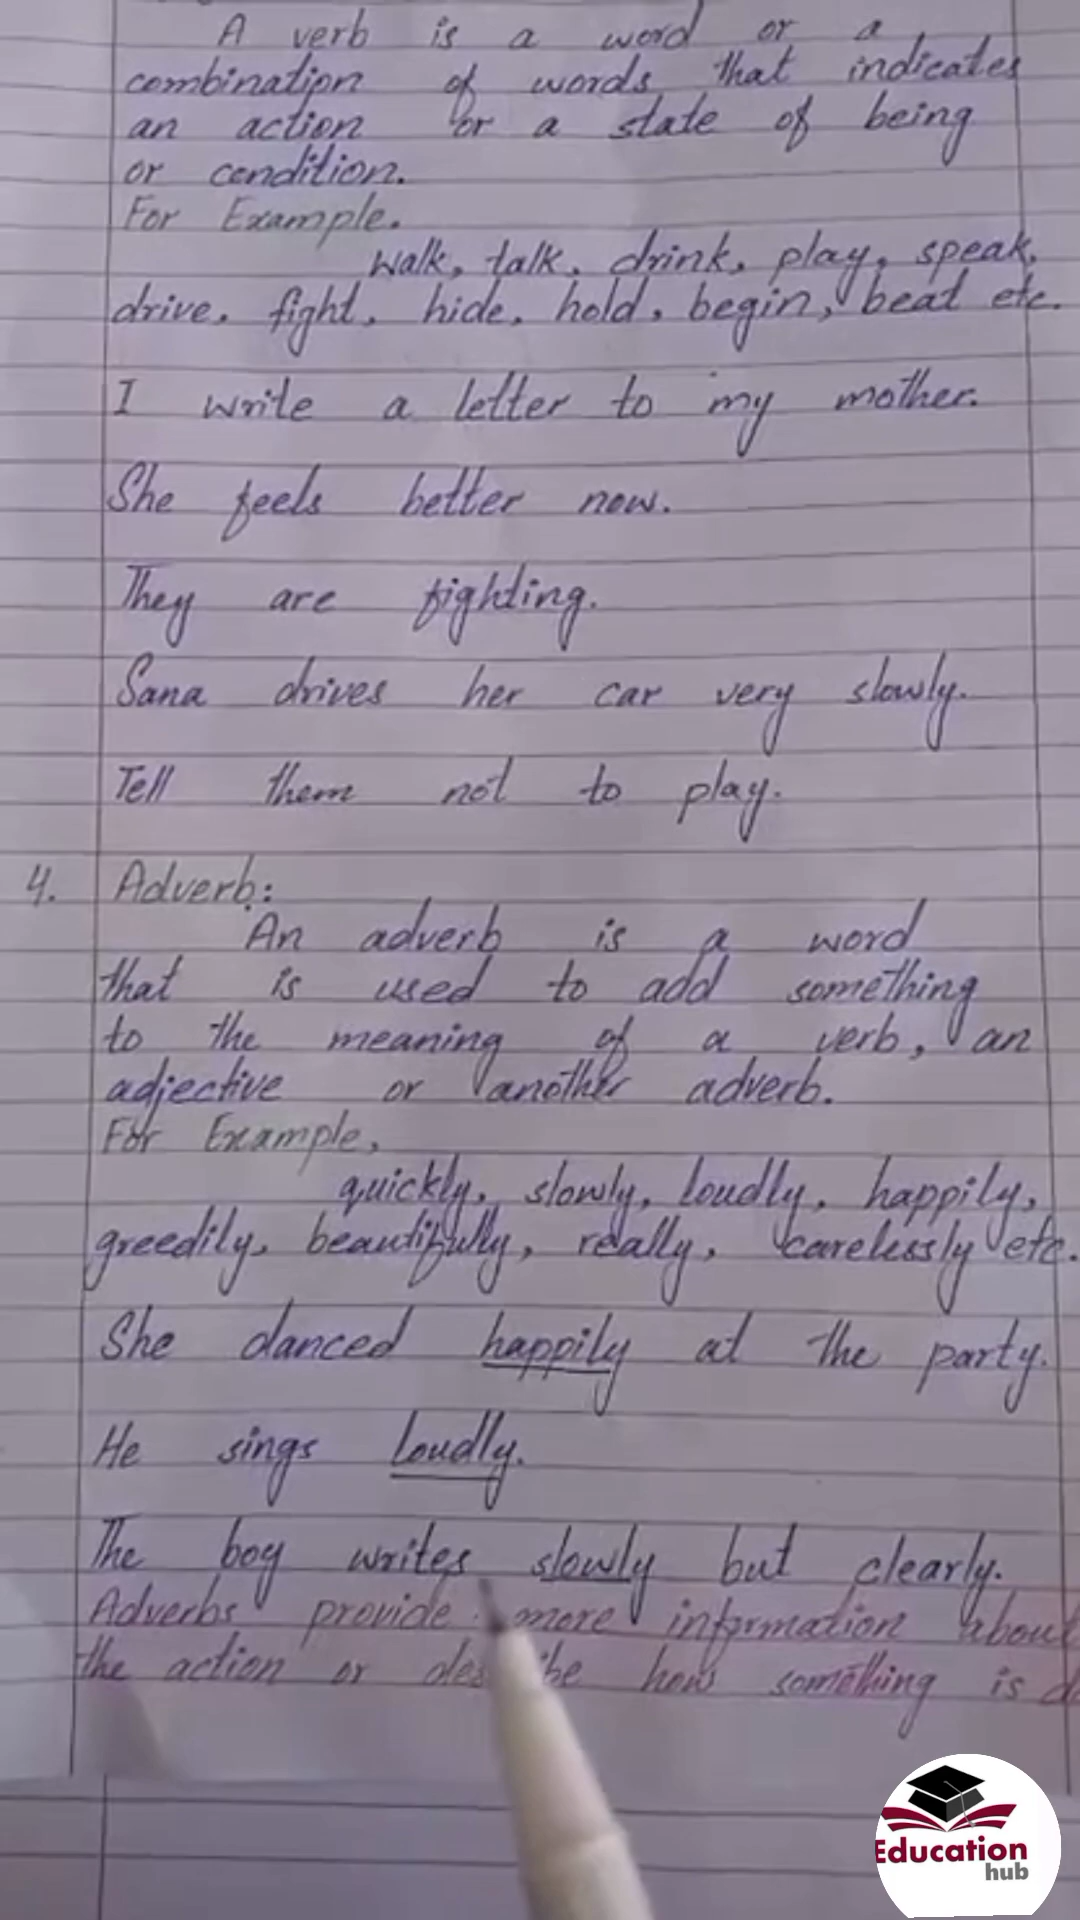 A verb is a word or a
combination of words that indicates
an action or a state of being
or condition.
For Example.
walk, talk, drink, play, speak,
drive, fight, hide, hold, begin, beat etc.
I write a letter to my mother.
She feels better now.
They are fighting.
Sana drives her car very slowly.
Tell them not to play.
4. Adverb:
An adverb is a word
that is used to add something
to the meaning of a verb, an
adjective or another adverb.
For Example,
quickly, slowly, loudly, happily,
greedily, beautifully, really, carelessly etc.
She danced happily at the party.
He sings loudly.
The boy writes slowly but clearly.
Adverbs provide more information about
the action or how something is
Education
hub